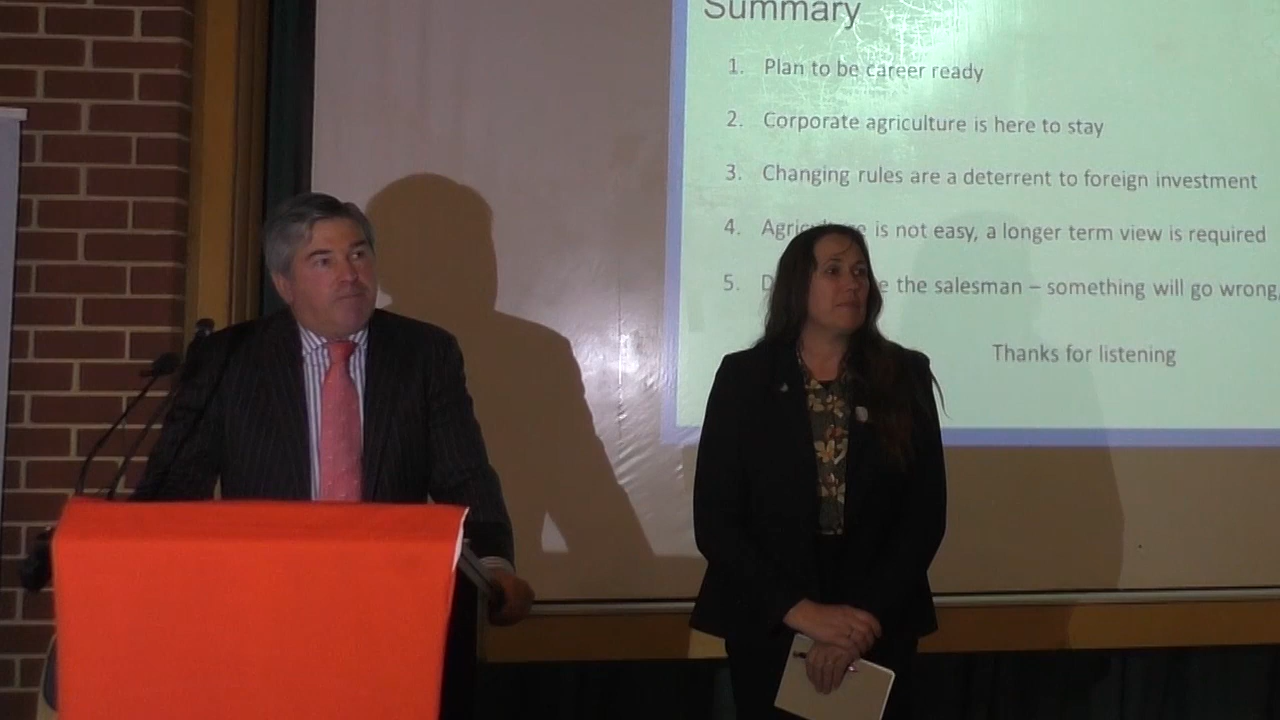 Summary
1. Plan to be career ready
2. Corporate agriculture is here to stay
3. Changing rules are a deterrent to foreign investment
4. is not easy, a longer term view is required
5. the salesman – something will go wrong,
Thanks for listening